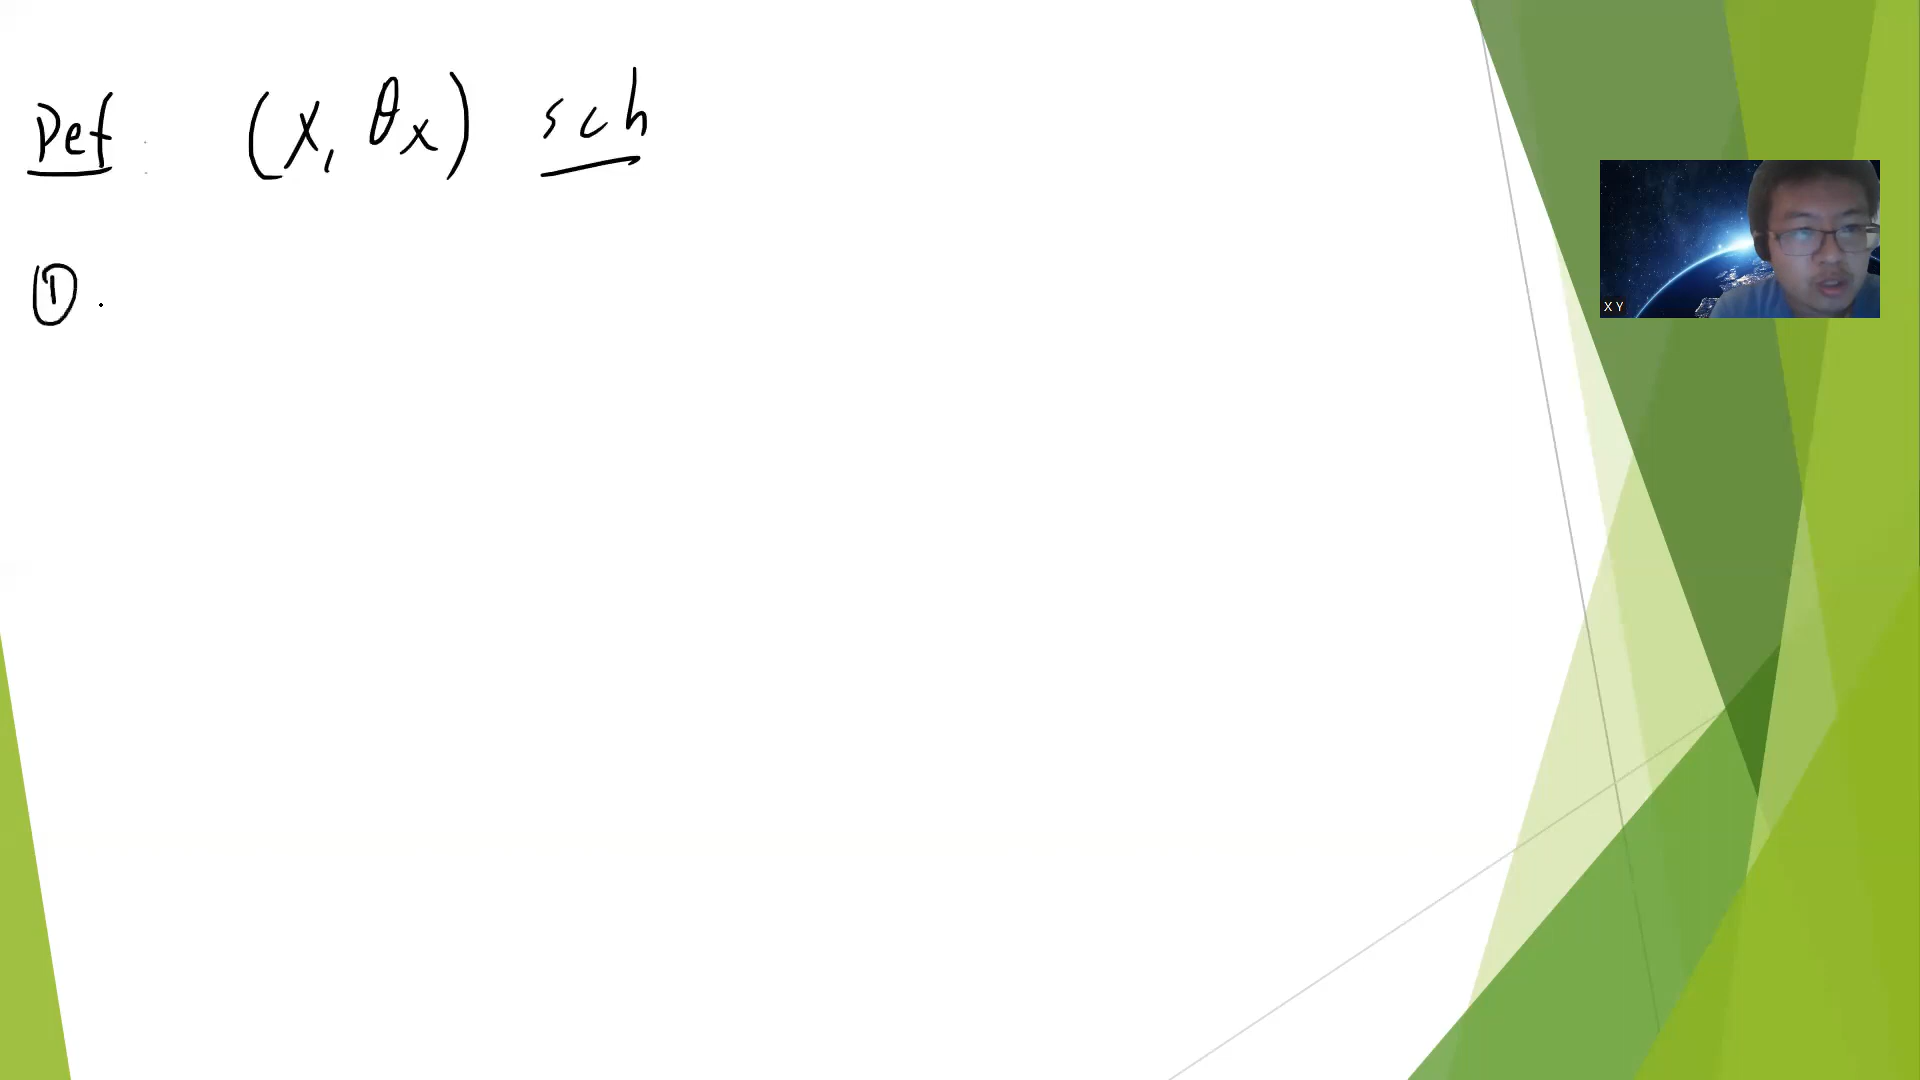 Def: (X, θx) sch
①.
X Y